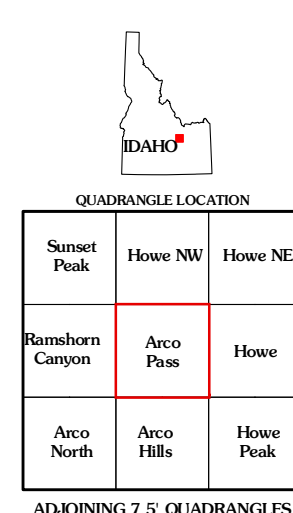 IDAHO
QUADRANGLE LOCATION
Sunset
Peak
Howe NW
Howe NE
Ramshorn
Canyon
Arco
Pass
Howe
Arco
North
Arco
Hills
Howe
Peak
ADJOINING 7.5' QUADRANGLES